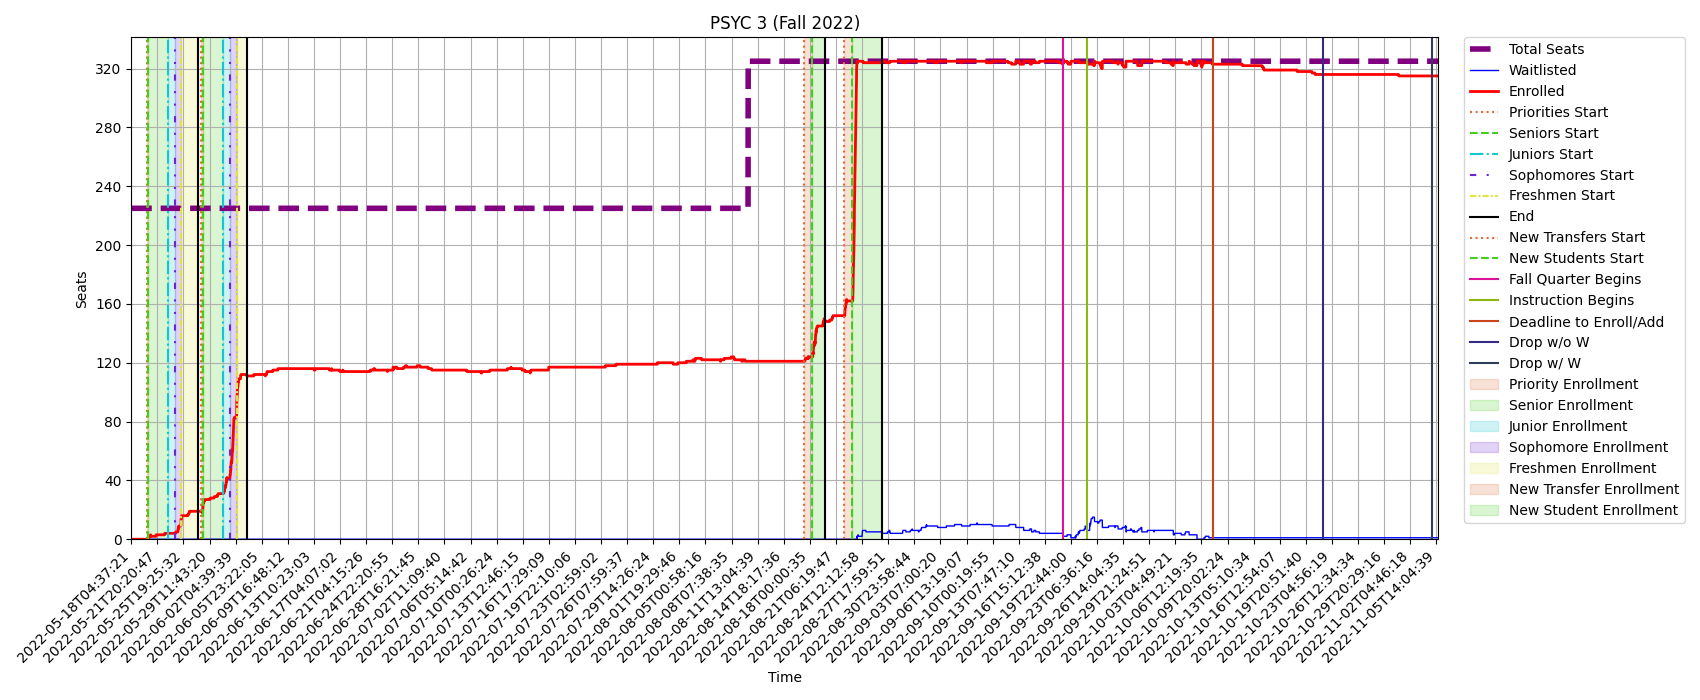 PSYC 3 (Fall 2022)
Seats
320
280
240
200
160
120
80
40
0
2022-05-18T04:37:21
2022-05-21T20:20:47
2022-05-25T19:25:32
2022-05-29T11:43:20
2022-06-02T04:39:39
2022-06-05T23:22:05
2022-06-09T16:48:12
2022-06-13T10:23:03
2022-06-17T04:07:02
2022-06-21T04:15:26
2022-06-24T22:20:55
2022-06-28T16:21:45
2022-07-02T11:09:40
2022-07-06T05:14:42
2022-07-10T00:26:24
2022-07-13T12:46:15
2022-07-16T17:29:09
2022-07-19T22:10:06
2022-07-23T02:59:02
2022-07-26T07:59:37
2022-07-29T14:26:24
2022-08-01T19:29:46
2022-08-05T00:58:16
2022-08-08T07:38:35
2022-08-11T13:04:39
2022-08-14T18:17:36
2022-08-18T00:00:35
2022-08-21T06:19:47
2022-08-24T12:12:58
2022-08-27T17:59:51
2022-08-30T23:58:44
2022-09-03T07:00:20
2022-09-06T13:19:07
2022-09-10T00:19:55
2022-09-13T07:47:10
2022-09-16T15:12:38
2022-09-19T22:44:00
2022-09-23T06:36:16
2022-09-26T14:04:35
2022-09-29T21:24:51
2022-10-03T04:49:21
2022-10-06T12:19:35
2022-10-09T20:02:24
2022-10-13T05:10:34
2022-10-16T12:54:07
2022-10-19T20:51:40
2022-10-23T04:56:19
2022-10-26T12:34:34
2022-10-29T20:29:16
2022-11-02T04:46:18
2022-11-05T14:04:39
Time
Total Seats
Waitlisted
Enrolled
Priorities Start
Seniors Start
Juniors Start
Sophomores Start
Freshmen Start
End
New Transfers Start
New Students Start
Fall Quarter Begins
Instruction Begins
Deadline to Enroll/Add
Drop w/o W
Drop w/ W
Priority Enrollment
Senior Enrollment
Junior Enrollment
Sophomore Enrollment
Freshmen Enrollment
New Transfer Enrollment
New Student Enrollment